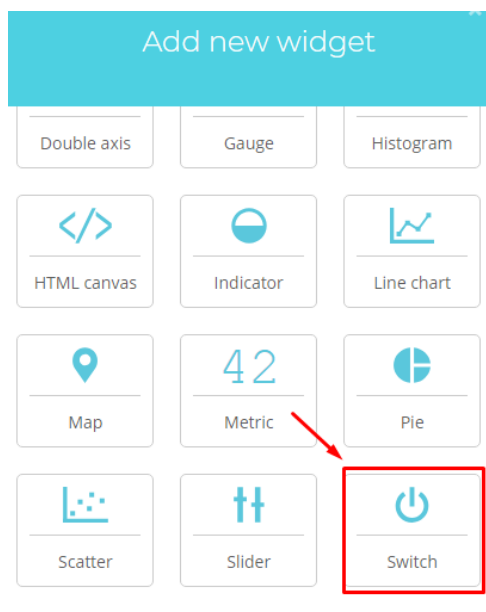 Add new widget
Double axis
Gauge
Histogram
</>
HTML canvas
Indicator
Line chart
42
Map
Metric
Pie
Scatter
Slider
Switch